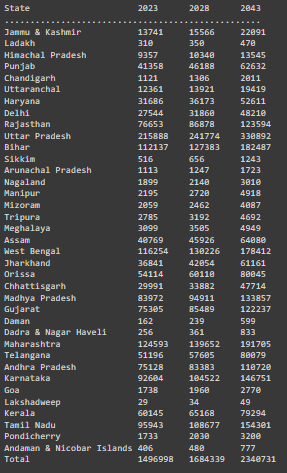 State 2023 2028 2043
..................................................
Jammu & Kashmir 13741 15566 22091
Ladakh 310 350 470
Himachal Pradesh 9357 10340 13545
Punjab 41358 46188 62632
Chandigarh 1121 1306 2011
Uttaranchal 12361 13921 19419
Haryana 31686 36173 52611
Delhi 27544 31860 48210
Rajasthan 76653 86878 123594
Uttar Pradesh 215888 241774 330892
Bihar 112137 127383 182487
Sikkim 516 656 1243
Arunachal Pradesh 1113 1247 1723
Nagaland 1899 2140 3010
Manipur 2195 2720 4918
Mizoram 2059 2462 4087
Tripura 2785 3192 4692
Meghalaya 3099 3505 4949
Assam 40769 45926 64080
West Bengal 116254 130226 178412
Jharkhand 36841 42054 61161
Orissa 54114 60110 80045
Chhattisgarh 29991 33882 47714
Madhya Pradesh 83972 94911 133857
Gujarat 75305 85489 122237
Daman 162 239 599
Dadra & Nagar Haveli 256 361 833
Maharashtra 124593 139652 191705
Telangana 51196 57605 80079
Andhra Pradesh 75128 83383 110720
Karnataka 92604 104522 146751
Goa 1738 1960 2770
Lakshadweep 29 34 49
Kerala 60145 65168 79294
Tamil Nadu 95943 108677 154301
Pondicherry 1733 2030 3200
Andaman & Nicobar Islands 406 480 777
Total 1496998 1684339 2340731